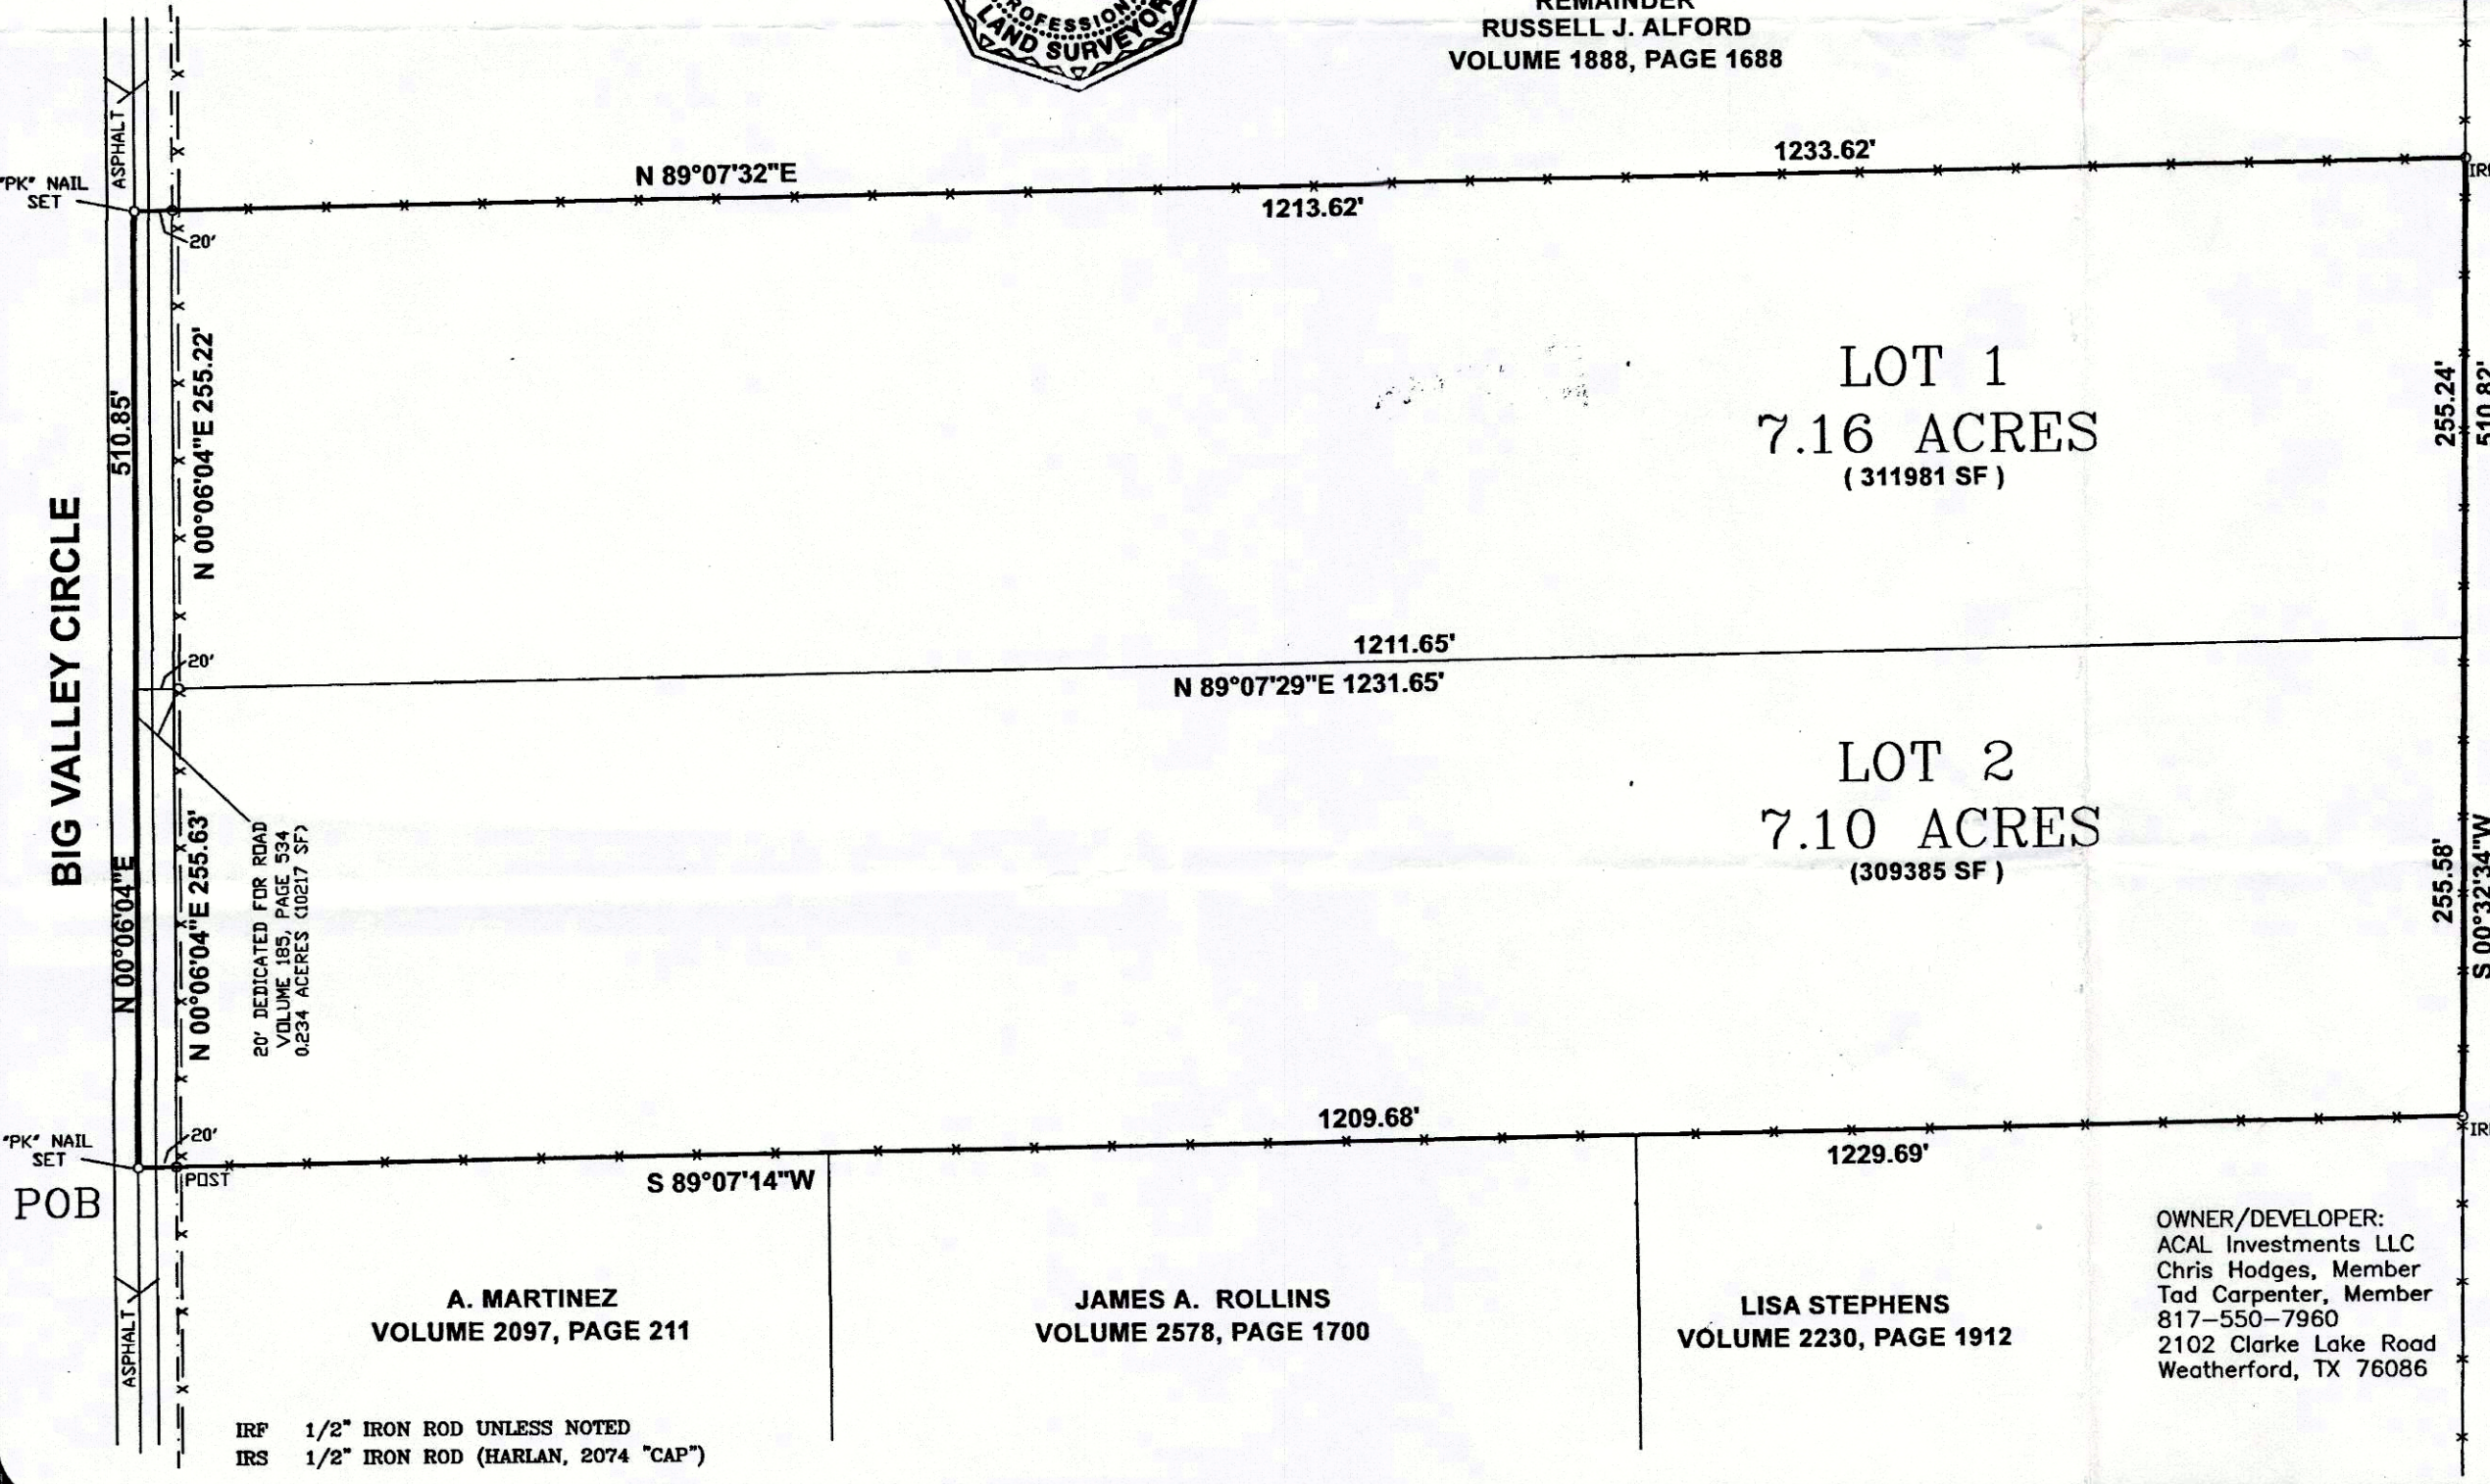 PROFESSIONAL
LAND SURVEYOR
REMAINDER
RUSSELL J. ALFORD
VOLUME 1888, PAGE 1688
ASPHALT
"PK" NAIL
SET
N 89°07'32"E
1233.62'
1213.62'
IRF
20'
510.85'
N 00°06'04"E 255.22'
LOT 1
7.16 ACRES
( 311981 SF )
255.24'
510.82'
BIG VALLEY CIRCLE
20'
1211.65'
N 89°07'29"E 1231.65'
LOT 2
7.10 ACRES
(309385 SF )
N 00°06'04"E
N 00°06'04"E 255.63'
20' DEDICATED FOR ROAD
VOLUME 185, PAGE 534
0.234 ACERES (10217 SF)
255.58'
S 00°32'34"W
1209.68'
"PK" NAIL
SET
20'
POST
S 89°07'14"W
1229.69'
IRF
POB
ASPHALT
A. MARTINEZ
VOLUME 2097, PAGE 211
JAMES A. ROLLINS
VOLUME 2578, PAGE 1700
LISA STEPHENS
VOLUME 2230, PAGE 1912
OWNER/DEVELOPER:
ACAL Investments LLC
Chris Hodges, Member
Tad Carpenter, Member
817-550-7960
2102 Clarke Lake Road
Weatherford, TX 76086
IRF 1/2" IRON ROD UNLESS NOTED
IRS 1/2" IRON ROD (HARLAN, 2074 "CAP")